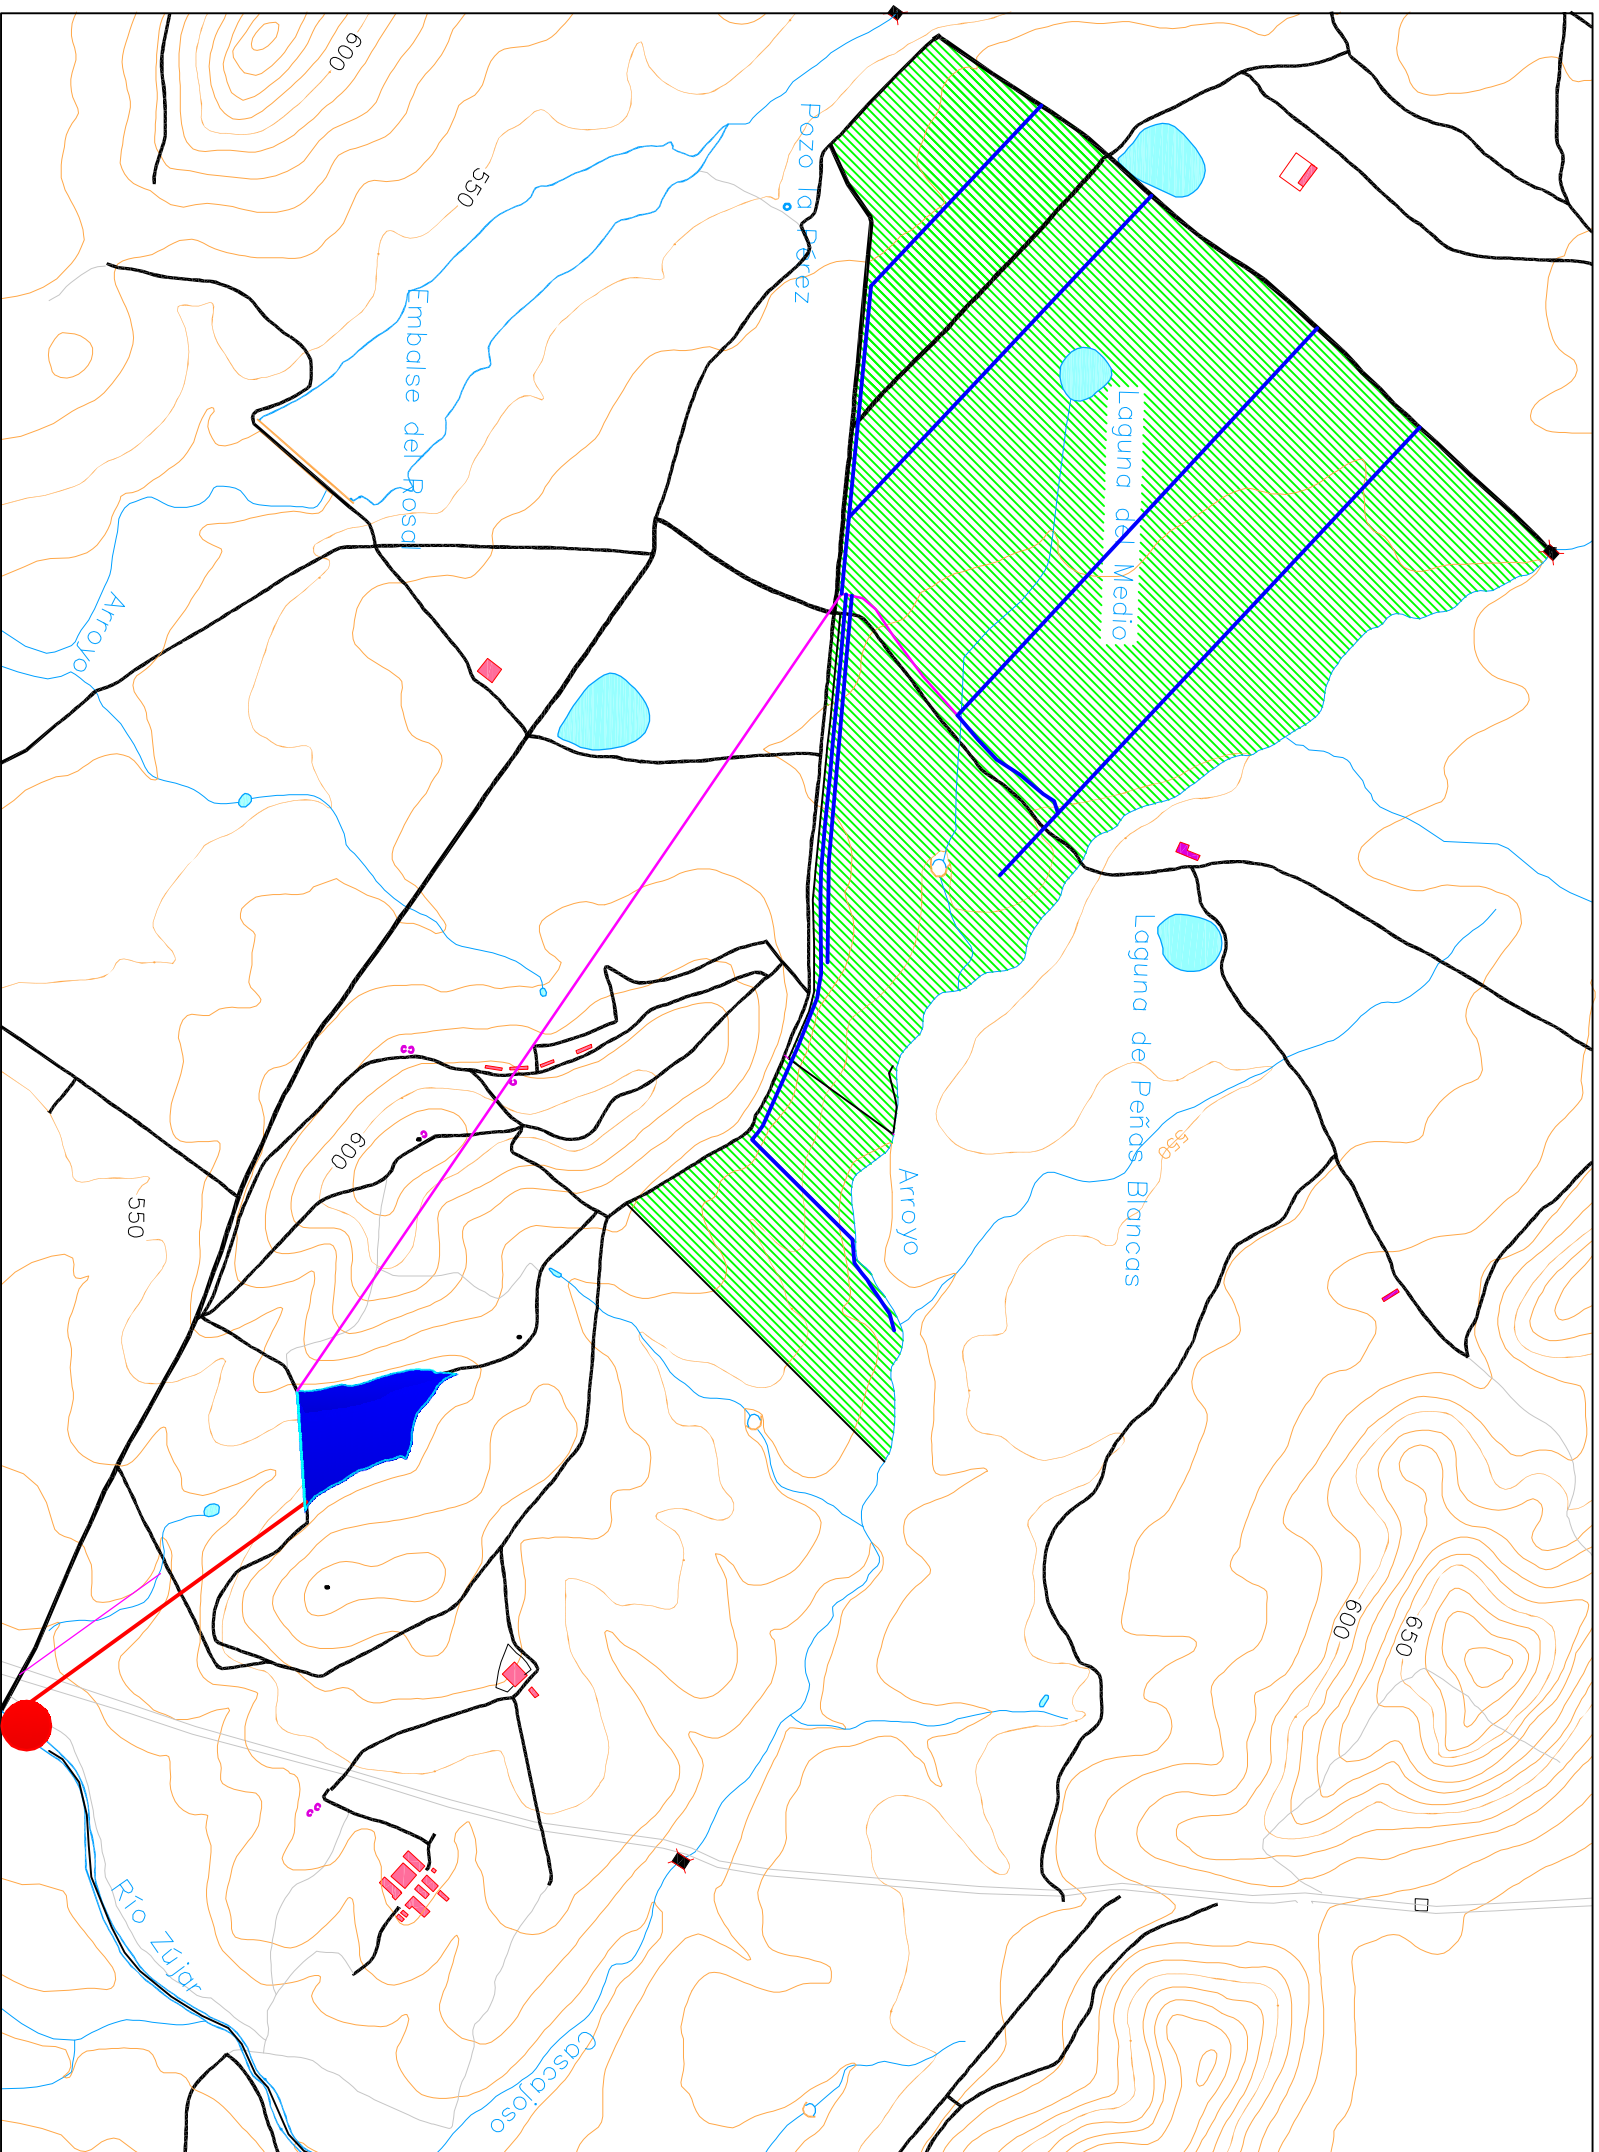 600
Pozo la Pérez
550
Embalse del Rosal
Laguna del Medio
Arroyo
Laguna de Peñas Blancas
550
600
Arroyo
550
600
650
Río Zújar
Cascajoso